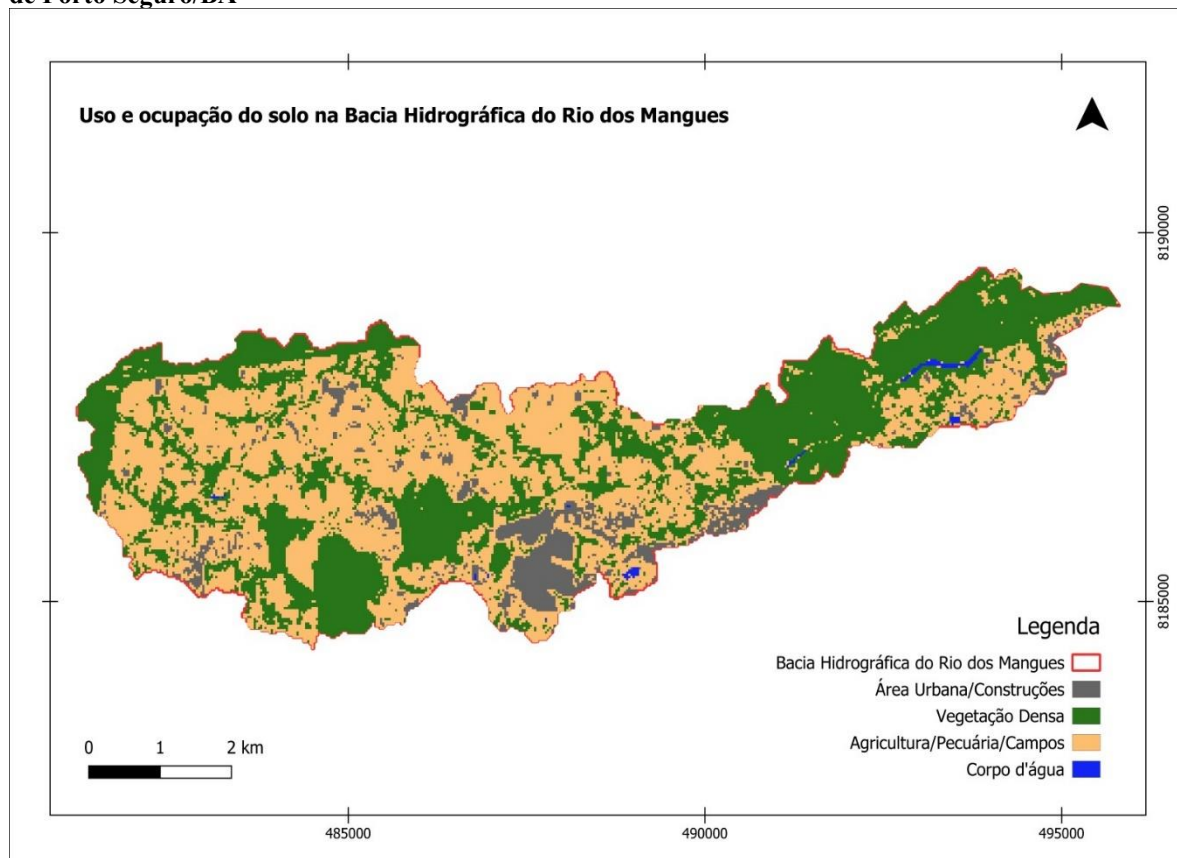 de Porto Seguro/BA
Uso e ocupação do solo na Bacia Hidrográfica do Rio dos Mangues
8190000
8185000
Legenda
Bacia Hidrográfica do Rio dos Mangues
Área Urbana/Construções
Vegetação Densa
Agricultura/Pecuária/Campos
Corpo d'água
0 1 2 km
485000 490000 495000